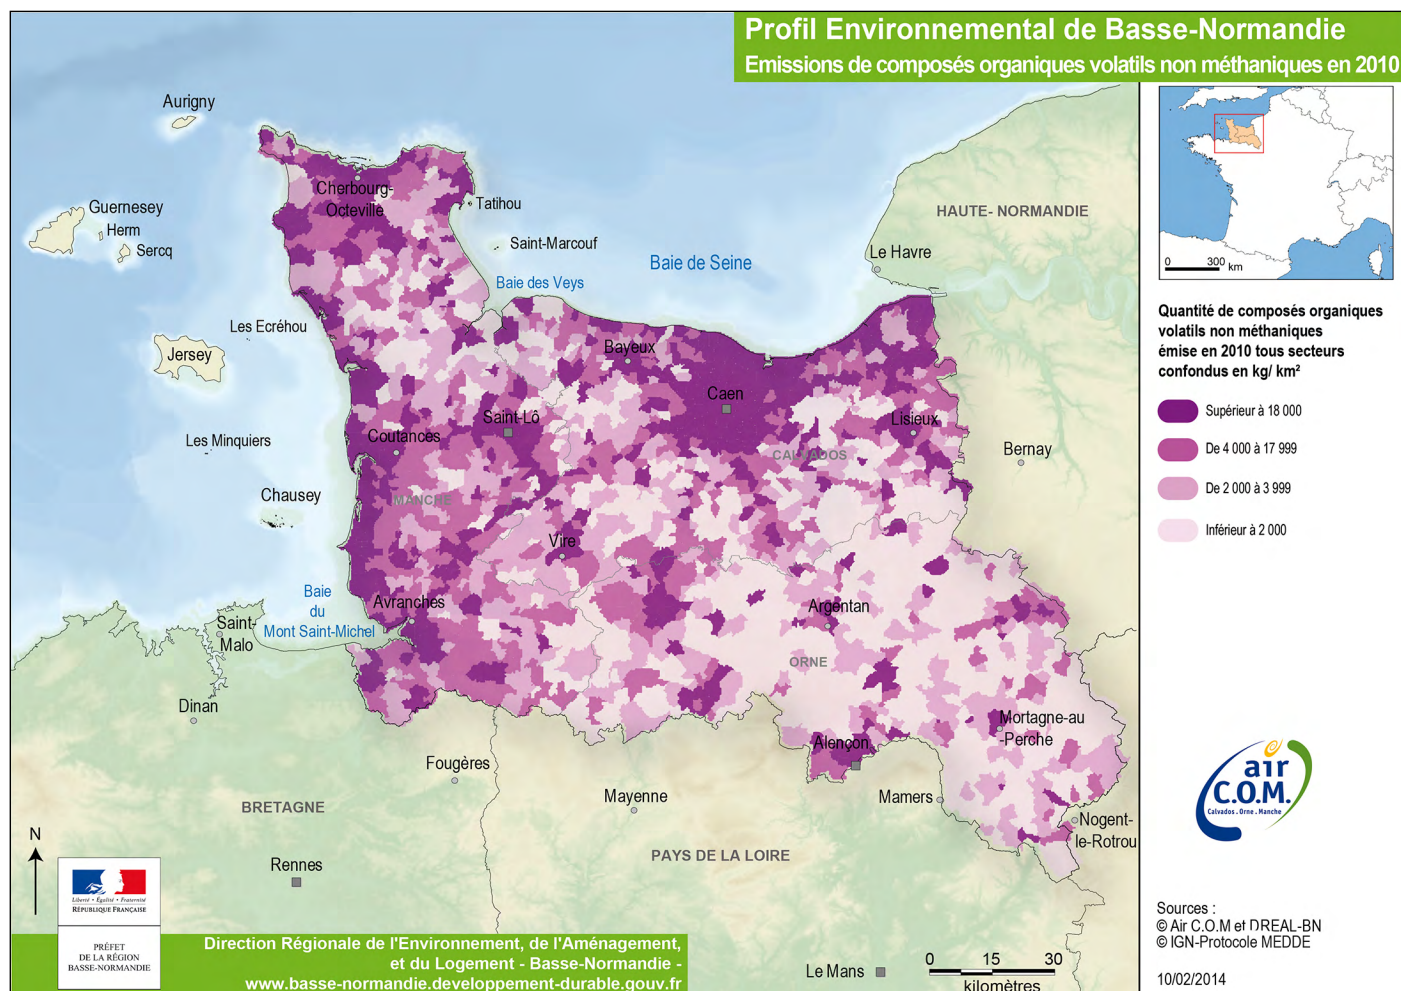 Profil Environnemental de Basse-Normandie
Emissions de composés organiques volatils non méthaniques en 2010
Aurigny
Cherbourg-
Octeville
Guernesey
Herm
Sercq
Tatihou
Saint-Marcouf
Baie de Seine
Baie des Veys
HAUTE- NORMANDIE
Le Havre
Les Ecréhou
Jersey
Bayeux
Caen
Saint-Lô
Lisieux
Coutances
Les Minquiers
CALVADOS
Bernay
Chausey
MANCHE
Vire
Baie
du
Mont Saint-Michel
Avranches
Argentan
Saint-
Malo
ORNE
Dinan
Mortagne-au
-Perche
Alençon
Fougères
Mayenne
Mamers
Nogent-
le-Rotrou
BRETAGNE
PAYS DE LA LOIRE
Rennes
Le Mans
N
Liberté • Égalité • Fraternité
RÉPUBLIQUE FRANÇAISE
PRÉFET
DE LA RÉGION
BASSE-NORMANDIE
Direction Régionale de l'Environnement, de l'Aménagement,
et du Logement - Basse-Normandie -
www.basse-normandie.developpement-durable.gouv.fr
0 15 30
kilomètres
0 300 km
Quantité de composés organiques
volatils non méthaniques
émise en 2010 tous secteurs
confondus en kg/ km²
Supérieur à 18 000
De 4 000 à 17 999
De 2 000 à 3 999
Inférieur à 2 000
air
C.O.M.
Calvados . Orne . Manche
Sources :
© Air C.O.M et DREAL-BN
© IGN-Protocole MEDDE
10/02/2014